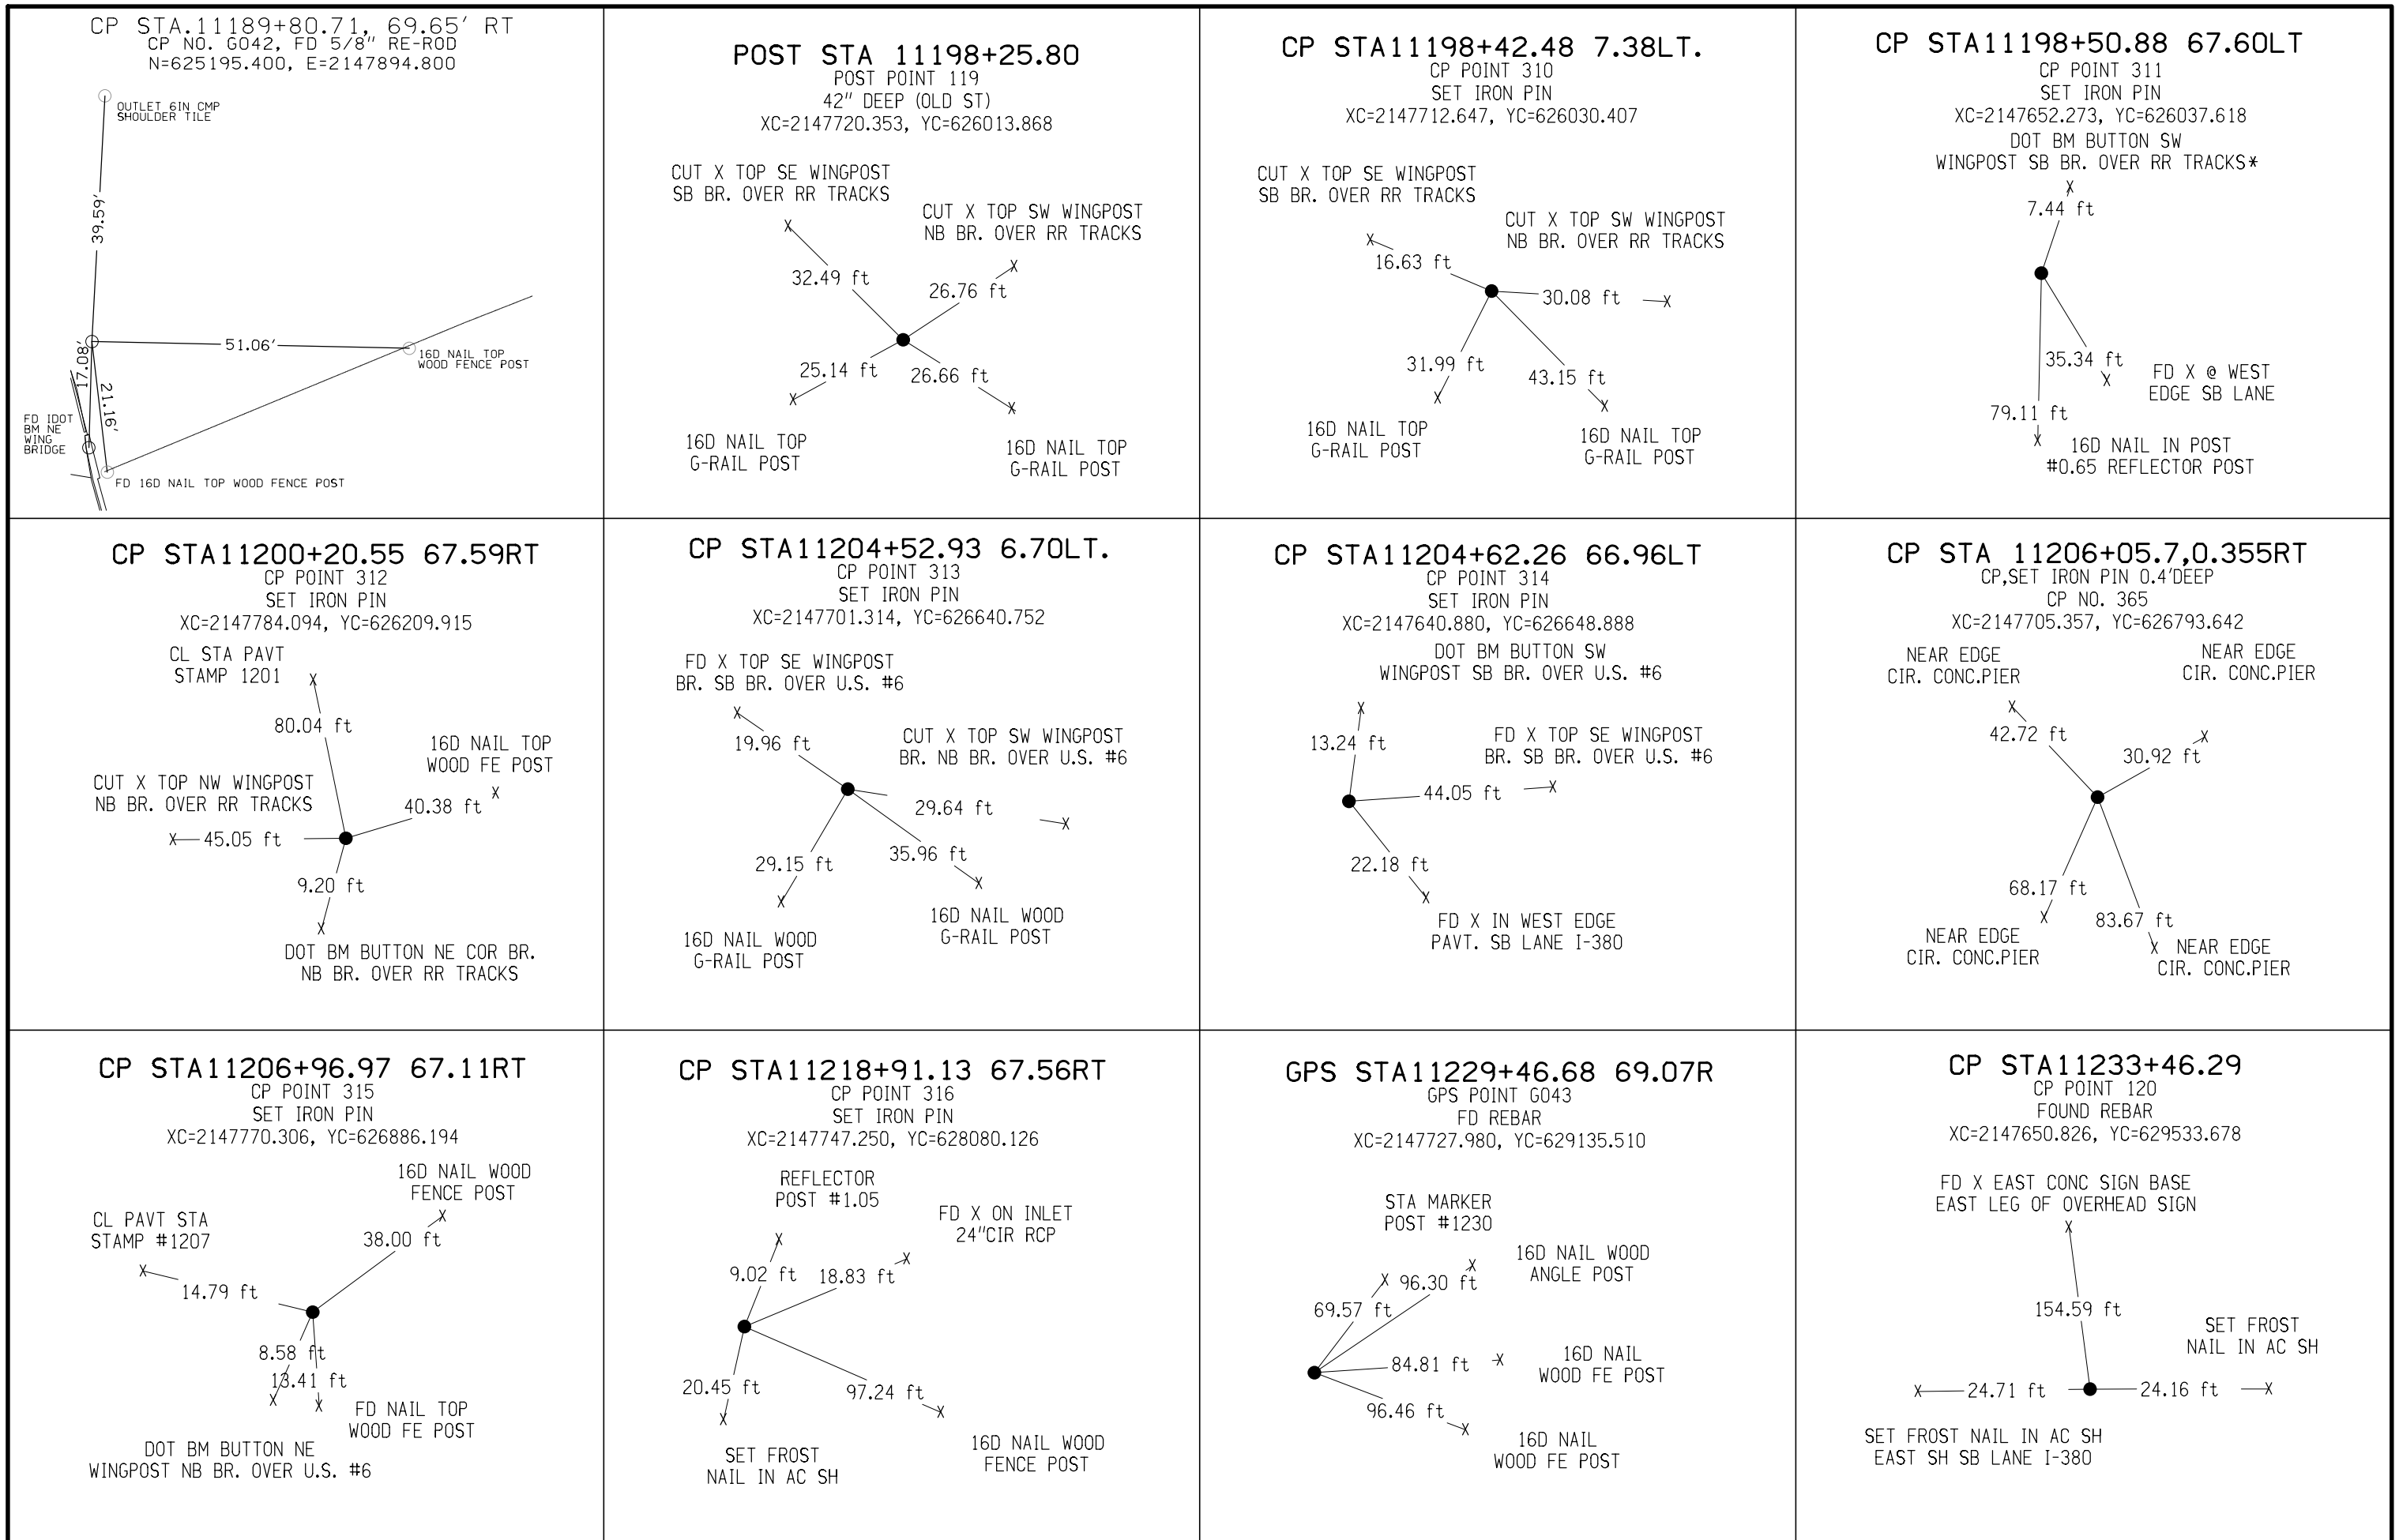 CP STA.11189+80.71, 69.65' RT
CP NO. G042, FD 5/8" RE-ROD
N=625195.400, E=2147894.800
OUTLET 6IN CMP
SHOULDER TILE
39.59'
51.06'
17.08'
21.16'
16D NAIL TOP
WOOD FENCE POST
FD IDOT
BM NE
WING
BRIDGE
FD 16D NAIL TOP WOOD FENCE POST
POST STA 11198+25.80
POST POINT 119
42" DEEP (OLD ST)
XC=2147720.353, YC=626013.868
CUT X TOP SE WINGPOST
SB BR. OVER RR TRACKS
CUT X TOP SW WINGPOST
NB BR. OVER RR TRACKS
X
X
32.49 ft
26.76 ft
25.14 ft
26.66 ft
X
X
16D NAIL TOP
G-RAIL POST
16D NAIL TOP
G-RAIL POST
CP STA11198+42.48 7.38LT.
CP POINT 310
SET IRON PIN
XC=2147712.647, YC=626030.407
CUT X TOP SE WINGPOST
SB BR. OVER RR TRACKS
CUT X TOP SW WINGPOST
NB BR. OVER RR TRACKS
X
16.63 ft
30.08 ft
X
31.99 ft
43.15 ft
X
X
16D NAIL TOP
G-RAIL POST
16D NAIL TOP
G-RAIL POST
CP STA11198+50.88 67.60LT
CP POINT 311
SET IRON PIN
XC=2147652.273, YC=626037.618
DOT BM BUTTON SW
WINGPOST SB BR. OVER RR TRACKS*
X
7.44 ft
35.34 ft
X
FD X @ WEST
EDGE SB LANE
79.11 ft
X
16D NAIL IN POST
#0.65 REFLECTOR POST
CP STA11200+20.55 67.59RT
CP POINT 312
SET IRON PIN
XC=2147784.094, YC=626209.915
CL STA PAVT
STAMP 1201
X
80.04 ft
16D NAIL TOP
WOOD FE POST
CUT X TOP NW WINGPOST
NB BR. OVER RR TRACKS
40.38 ft
X
X
45.05 ft
9.20 ft
X
DOT BM BUTTON NE COR BR.
NB BR. OVER RR TRACKS
CP STA11204+52.93 6.70LT.
CP POINT 313
SET IRON PIN
XC=2147701.314, YC=626640.752
FD X TOP SE WINGPOST
BR. SB BR. OVER U.S. #6
X
19.96 ft
CUT X TOP SW WINGPOST
BR. NB BR. OVER U.S. #6
29.64 ft
X
29.15 ft
35.96 ft
X
X
16D NAIL WOOD
G-RAIL POST
16D NAIL WOOD
G-RAIL POST
CP STA11204+62.26 66.96LT
CP POINT 314
SET IRON PIN
XC=2147640.880, YC=626648.888
DOT BM BUTTON SW
WINGPOST SB BR. OVER U.S. #6
X
13.24 ft
FD X TOP SE WINGPOST
BR. SB BR. OVER U.S. #6
44.05 ft
X
22.18 ft
X
FD X IN WEST EDGE
PAVT. SB LANE I-380
CP STA 11206+05.7,0.355RT
CP,SET IRON PIN 0.4'DEEP
CP NO. 365
XC=2147705.357, YC=626793.642
NEAR EDGE
CIR. CONC.PIER
NEAR EDGE
CIR. CONC.PIER
X
42.72 ft
X
30.92 ft
68.17 ft
X
83.67 ft
NEAR EDGE
CIR. CONC.PIER
X
NEAR EDGE
CIR. CONC.PIER
CP STA11206+96.97 67.11RT
CP POINT 315
SET IRON PIN
XC=2147770.306, YC=626886.194
16D NAIL WOOD
FENCE POST
X
38.00 ft
CL PAVT STA
STAMP #1207
X
14.79 ft
8.58 ft
13.41 ft
X
X
FD NAIL TOP
WOOD FE POST
DOT BM BUTTON NE
WINGPOST NB BR. OVER U.S. #6
CP STA11218+91.13 67.56RT
CP POINT 316
SET IRON PIN
XC=2147747.250, YC=628080.126
REFLECTOR
POST #1.05
FD X ON INLET
24"CIR RCP
X
X
9.02 ft
18.83 ft
20.45 ft
97.24 ft
X
X
SET FROST
NAIL IN AC SH
16D NAIL WOOD
FENCE POST
GPS STA11229+46.68 69.07R
GPS POINT G043
FD REBAR
XC=2147727.980, YC=629135.510
STA MARKER
POST #1230
16D NAIL WOOD
ANGLE POST
X
X
96.30 ft
69.57 ft
84.81 ft
X
16D NAIL
WOOD FE POST
96.46 ft
X
16D NAIL
WOOD FE POST
CP STA11233+46.29
CP POINT 120
FOUND REBAR
XC=2147650.826, YC=629533.678
FD X EAST CONC SIGN BASE
EAST LEG OF OVERHEAD SIGN
X
154.59 ft
SET FROST
NAIL IN AC SH
X
24.71 ft
24.16 ft
X
SET FROST NAIL IN AC SH
EAST SH SB LANE I-380